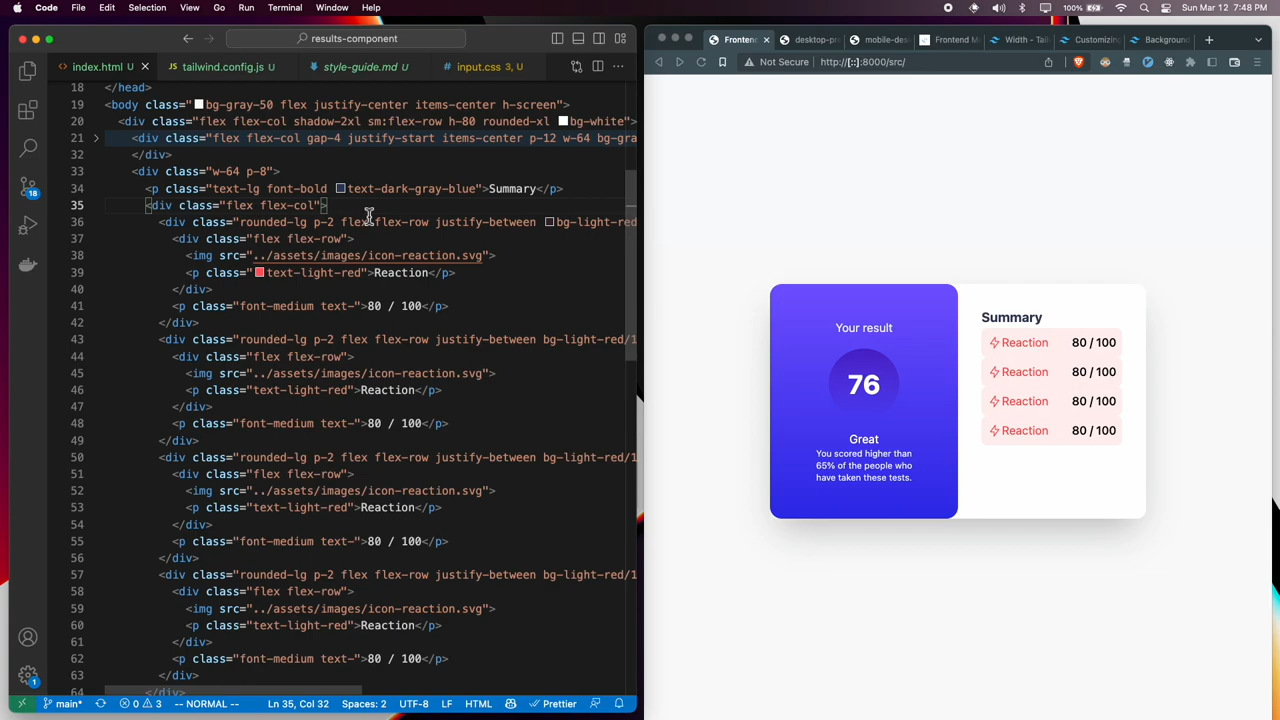 Code File Edit Selection View Go Run Terminal Window Help
100% Sun Mar 12 7:48 PM
results-component
index.html U
tailwind.config.js U
style-guide.md U
input.css 3, U
18 </head>
19 <body class="bg-gray-50 flex justify-center items-center h-screen">
20 <div class="flex flex-col shadow-2xl sm:flex-row h-80 rounded-xl bg-white">
21 <div class="flex flex-col gap-4 justify-start items-center p-12 w-64 bg-gra
32 </div>
33 <div class="w-64 p-8">
34 <p class="text-lg font-bold text-dark-gray-blue">Summary</p>
35 <div class="flex flex-col">
36 <div class="rounded-lg p-2 flex flex-row justify-between bg-light-red
37 <div class="flex flex-row">
38 <img src="../assets/images/icon-reaction.svg">
39 <p class="text-light-red">Reaction</p>
40 </div>
41 <p class="font-medium text-">80 / 100</p>
42 </div>
43 <div class="rounded-lg p-2 flex flex-row justify-between bg-light-red/1
44 <div class="flex flex-row">
45 <img src="../assets/images/icon-reaction.svg">
46 <p class="text-light-red">Reaction</p>
47 </div>
48 <p class="font-medium text-">80 / 100</p>
49 </div>
50 <div class="rounded-lg p-2 flex flex-row justify-between bg-light-red/1
51 <div class="flex flex-row">
52 <img src="../assets/images/icon-reaction.svg">
53 <p class="text-light-red">Reaction</p>
54 </div>
55 <p class="font-medium text-">80 / 100</p>
56 </div>
57 <div class="rounded-lg p-2 flex flex-row justify-between bg-light-red/1
58 <div class="flex flex-row">
59 <img src="../assets/images/icon-reaction.svg">
60 <p class="text-light-red">Reaction</p>
61 </div>
62 <p class="font-medium text-">80 / 100</p>
63 </div>
64 </div>
18
1
main* 0 3 -- NORMAL -- Ln 35, Col 32 Spaces: 2 UTF-8 LF HTML Prettier
Frontend
desktop-pr
mobile-des
Frontend M
Width - Tail
Customizin
Background
Not Secure http://[::]:8000/src/
Your result
76
Great
You scored higher than
65% of the people who
have taken these tests.
Summary
Reaction 80 / 100
Reaction 80 / 100
Reaction 80 / 100
Reaction 80 / 100